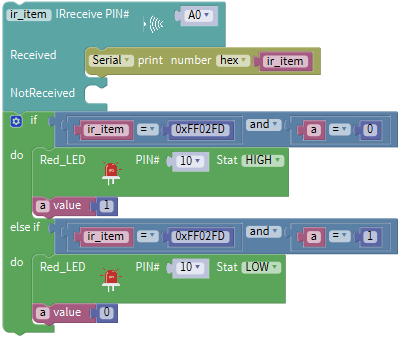 ir_item IRreceive PIN# A0
Received Serial print number hex ir_item
NotReceived
if ir_item = 0xFF02FD and a = 0
do Red_LED PIN# 10 Stat HIGH
a value 1
else if ir_item = 0xFF02FD and a = 1
do Red_LED PIN# 10 Stat LOW
a value 0